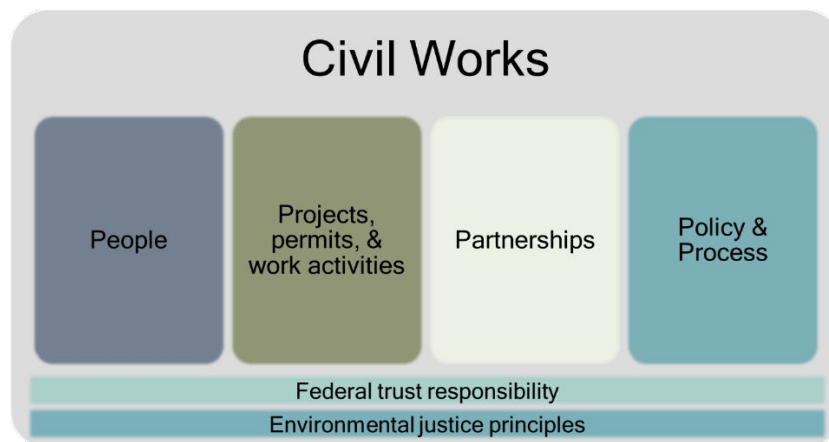 Civil Works
People
Projects,
permits, &
work activities
Partnerships
Policy &
Process
Federal trust responsibility
Environmental justice principles